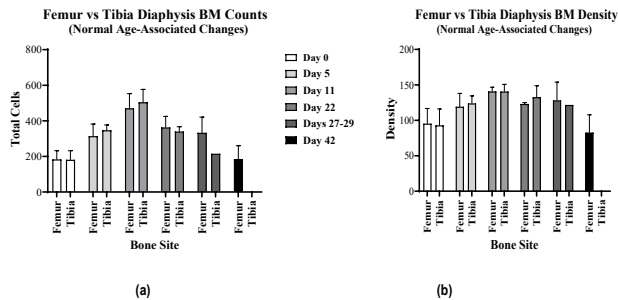 Femur vs Tibia Diaphysis BM Counts
(Normal Age-Associated Changes)
800
600
400
200
0
Total Cells
Femur
Tibia
Femur
Tibia
Femur
Tibia
Femur
Tibia
Femur
Tibia
Femur
Tibia
Bone Site
Day 0
Day 5
Day 11
Day 22
Days 27-29
Day 42
(a)
Femur vs Tibia Diaphysis BM Density
(Normal Age-Associated Changes)
200
150
100
50
0
Density
Femur
Tibia
Femur
Tibia
Femur
Tibia
Femur
Tibia
Femur
Tibia
Femur
Tibia
Bone Site
(b)